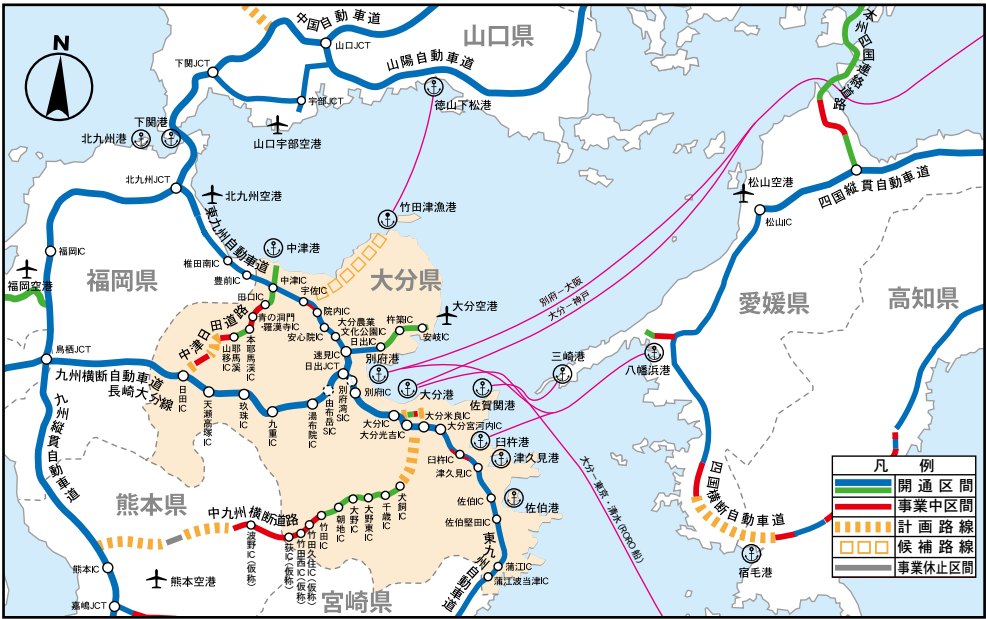 N
中国自動車道
山口JCT
山口県
山陽自動車道
下関JCT
宇部JCT
徳山下松港
本州四国連絡道路
下関港
北九州港
山口宇部空港
北九州JCT
北九州空港
竹田津漁港
松山空港
四国縦貫自動車道
松山IC
東九州自動車道
中津港
福岡IC
椎田南IC
福岡空港
福岡県
豊前IC
中津IC
大分県
別府－大阪
大分－神戸
愛媛県
高知県
田口IC
宇佐IC
院内IC
青の洞門・羅漢寺IC
安心院IC
大分農業文化公園IC
杵築IC
大分空港
安岐IC
日出IC
中津日田道路
耶馬溪山移IC
本耶馬渓IC
速見IC
日出JCT
別府港
鳥栖JCT
三崎港
八幡浜港
九州横断自動車道
長崎大分線
日田IC
天瀬高塚IC
玖珠IC
九重IC
湯布院IC
由布岳SIC
別府湾SIC
別府IC
大分港
佐賀関港
大分IC
大分米良IC
大分宮河内IC
大分光吉IC
臼杵港
臼杵IC
津久見港
津久見IC
九州縦貫自動車道
大分－東京・清水（RORO船）
四国横断自動車道
熊本県
佐伯IC
佐伯港
佐伯堅田IC
中九州横断道路
波野IC（仮称）
荻IC（仮称）
竹田西IC（仮称）
竹田久住IC（仮称）
竹田IC
朝地IC
大野IC
大野東IC
千歳IC
犬飼IC
東九州自動車道
宿毛港
熊本IC
熊本空港
蒲江IC
蒲江波当津IC
嘉嶋JCT
宮崎県
凡　例
開通区間
事業中区間
計画路線
候補路線
事業休止区間